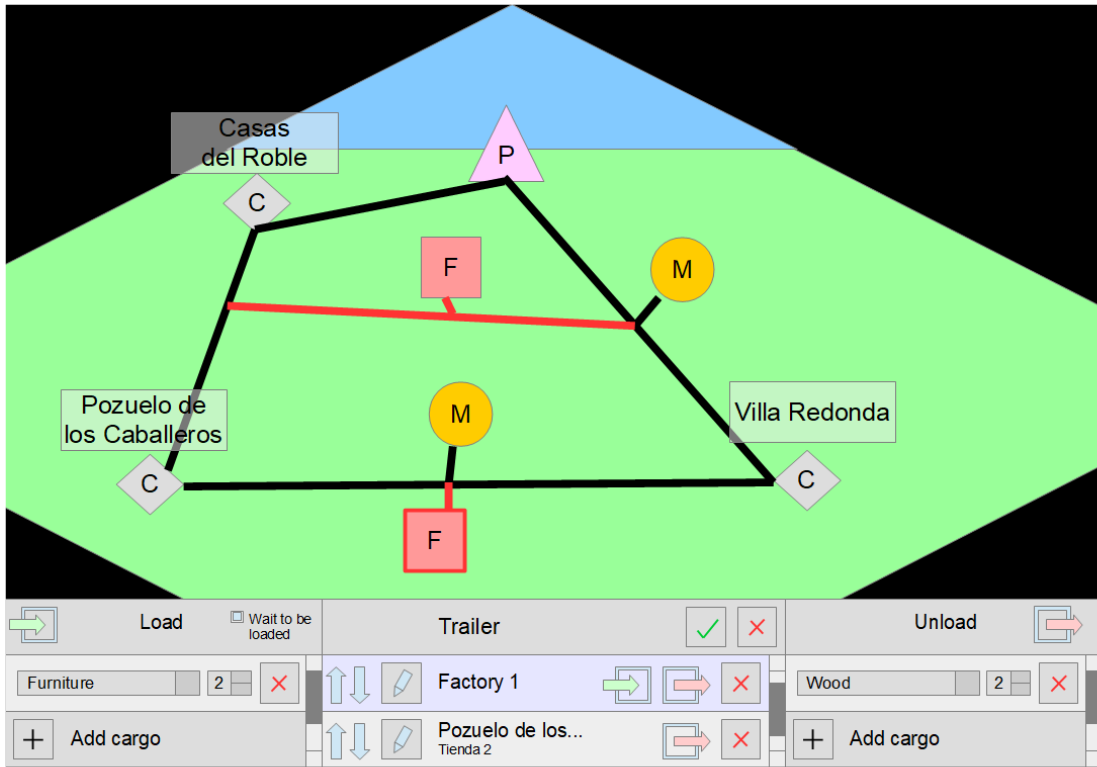 Casas
del Roble
P
C
F
M
Pozuelo de
los Caballeros
M
Villa Redonda
C
C
F
Load
Wait to be
loaded
Trailer
Unload
Furniture
2
Factory 1
Wood
2
Add cargo
Pozuelo de los...
Tienda 2
Add cargo